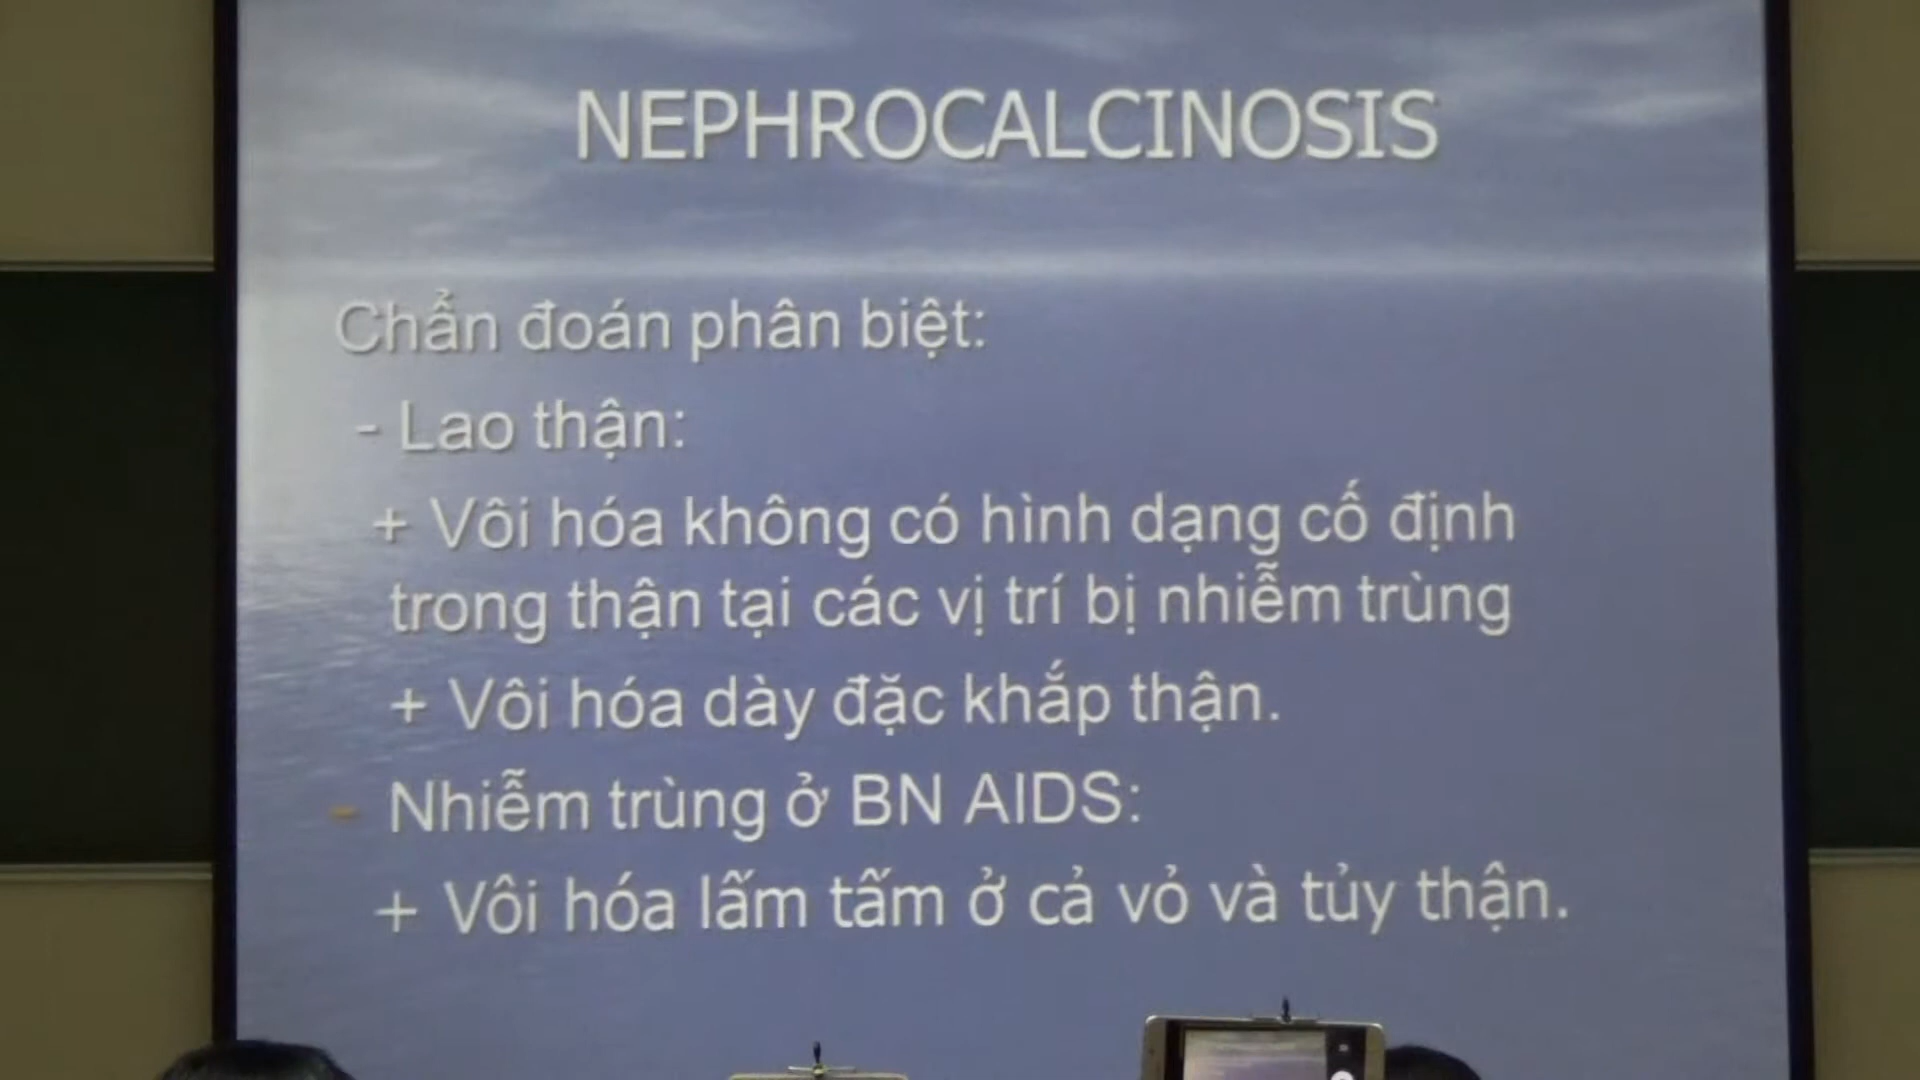 NEPHROCALCINOSIS
Chẩn đoán phân biệt:
- Lao thận:
+ Vôi hóa không có hình dạng cố định
trong thận tại các vị trí bị nhiễm trùng
+ Vôi hóa dày đặc khắp thận.
- Nhiễm trùng ở BN AIDS:
+ Vôi hóa lấm tấm ở cả vỏ và tủy thận.